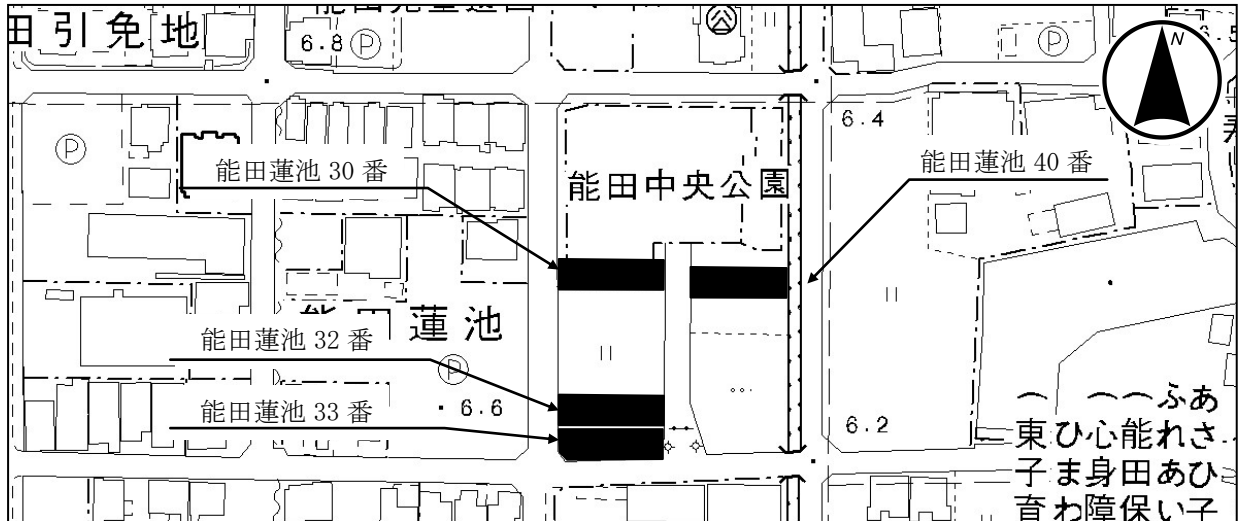 田引免地
6.8
P
P
N
6.4
P
能田蓮池 30 番
能田中央公園
能田蓮池 40 番
蓮池
能田蓮池 32 番
P
能田蓮池 33 番
6.6
6.2
あさひ子
ふれあい
能田保
心身障
ひまわ
東子育